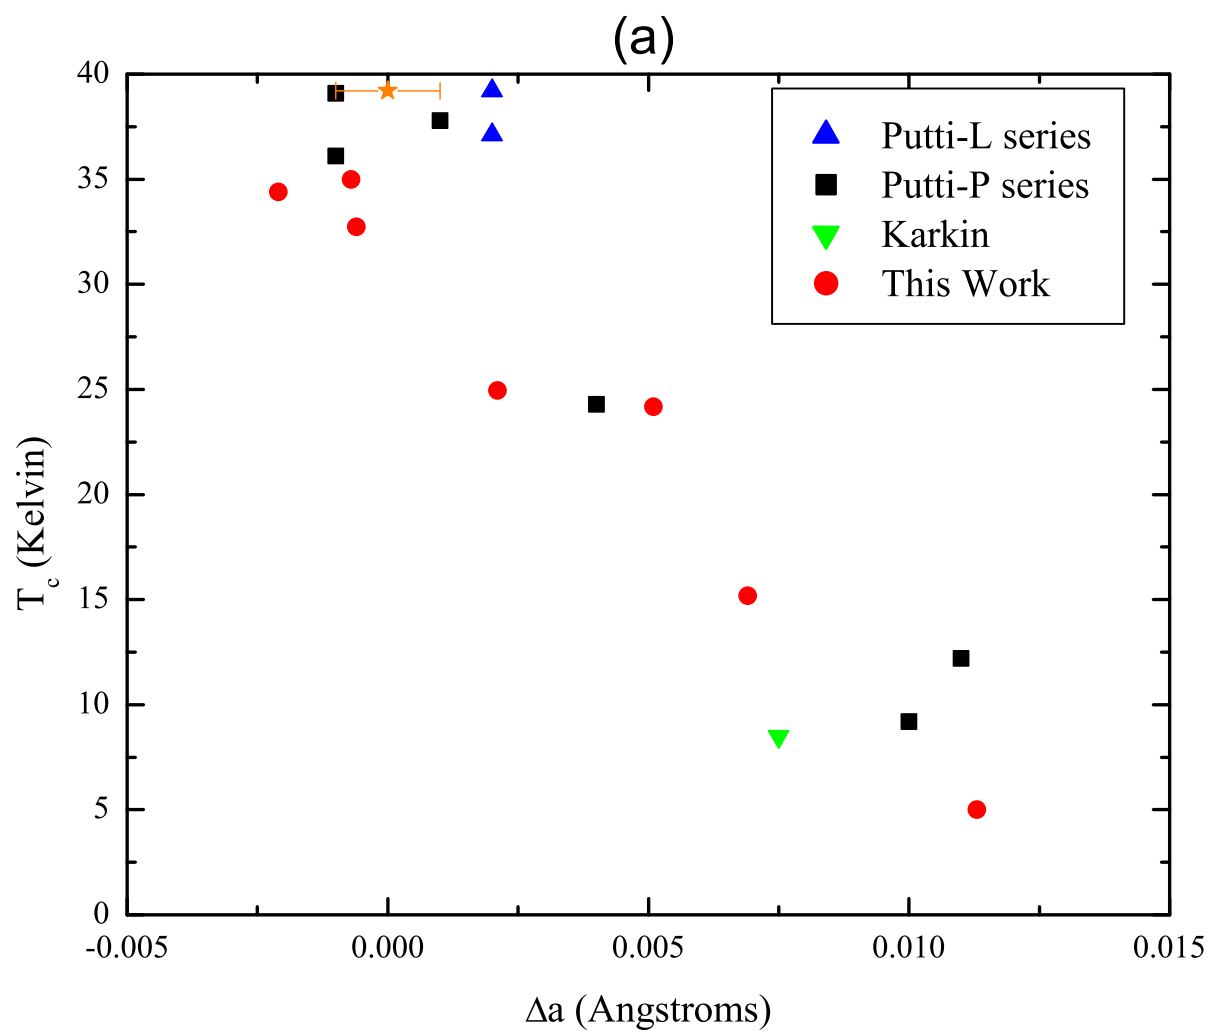 (a)
40
35
30
25
20
15
10
5
0
T_c (Kelvin)
Putti-L series
Putti-P series
Karkin
This Work
-0.005 0.000 0.005 0.010 0.015
Δa (Angstroms)